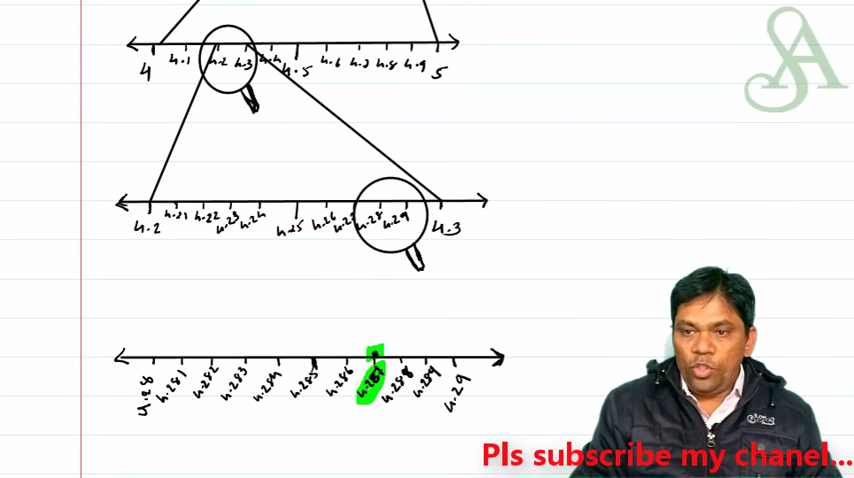 4 4.1 4.2 4.3 4.4 4.5 4.6 4.7 4.8 4.9 5
4.2 4.21 4.22 4.23 4.24 4.25 4.26 4.27 4.28 4.29 4.3
4.28 4.281 4.282 4.283 4.284 4.285 4.286 4.287 4.288 4.289 4.29
Pls subscribe my chanel...